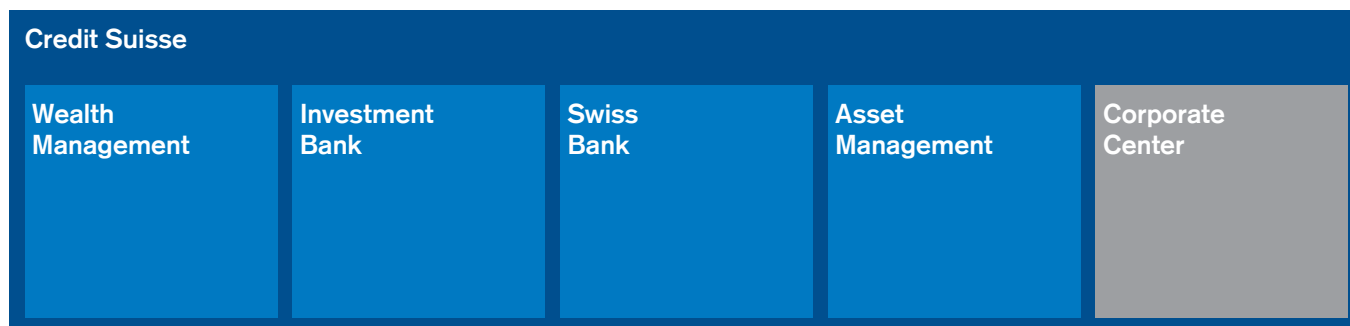 Credit Suisse
Wealth
Management
Investment
Bank
Swiss
Bank
Asset
Management
Corporate
Center